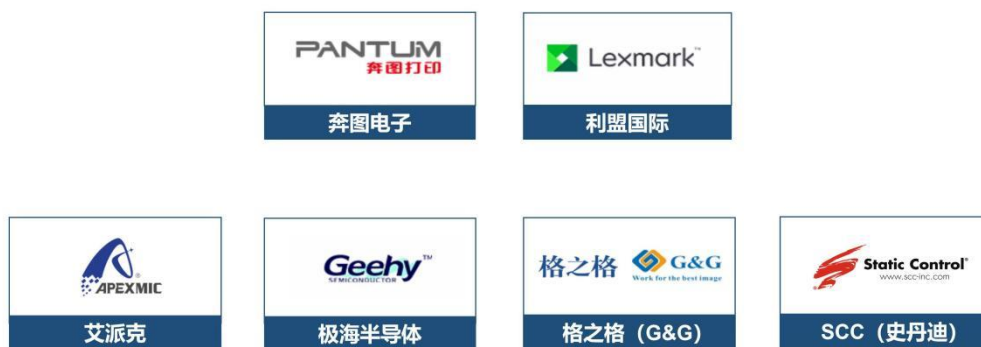 PANTUM
奔图打印
奔图电子
Lexmark™
利盟国际
APEXMIC®
艾派克
Geehy™
SEMICONDUCTOR
极海半导体
格之格 G&G
Work for the best image
格之格（G&G）
Static Control®
www.scc-inc.com
SCC（史丹迪）